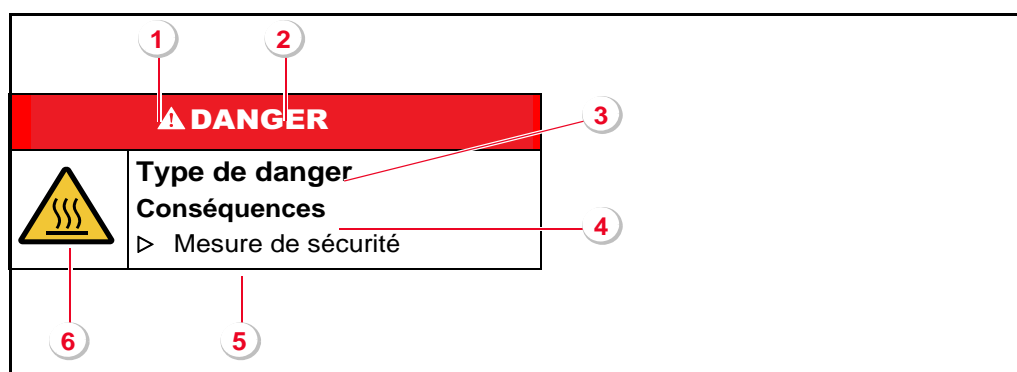 1 2
DANGER
3
Type de danger
Conséquences
4
Mesure de sécurité
6 5